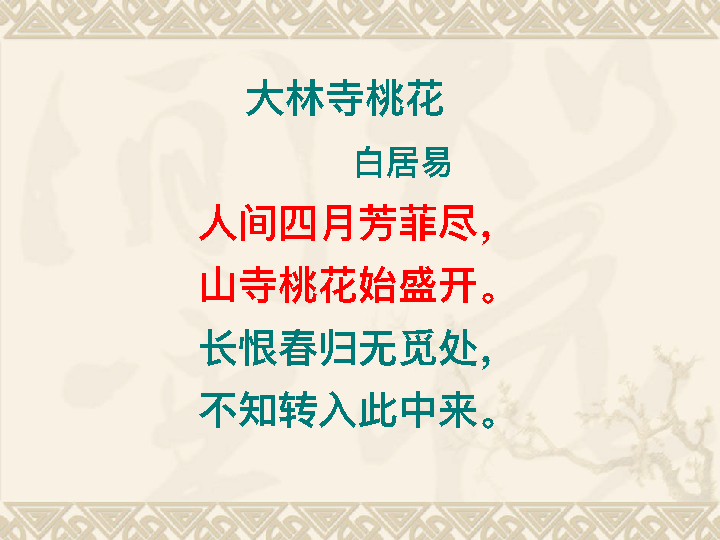 大林寺桃花
白居易
人间四月芳菲尽，
山寺桃花始盛开。
长恨春归无觅处，
不知转入此中来。